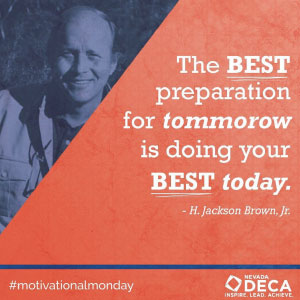 The BEST
preparation
for tommorow
is doing your
BEST today.
- H. Jackson Brown, Jr.
#motivationalmonday
NEVADA
DECA
INSPIRE. LEAD. ACHIEVE.